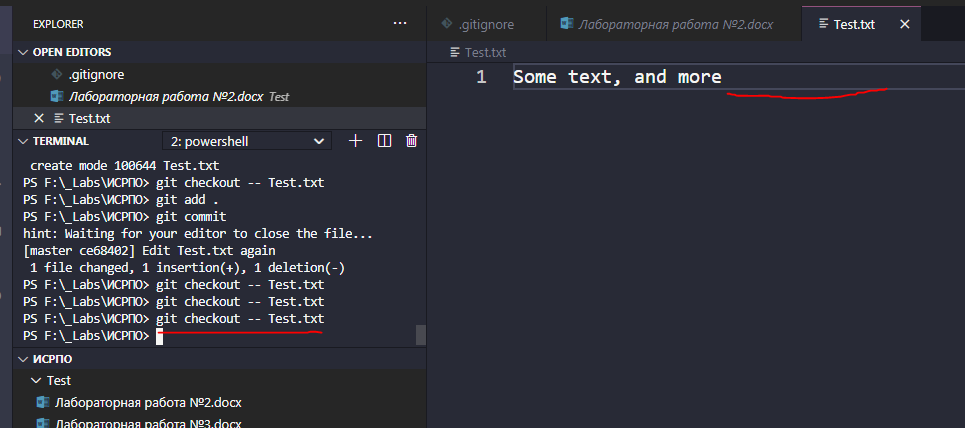 EXPLORER
OPEN EDITORS
.gitignore
Лабораторная работа №2.docx Test
Test.txt
TERMINAL
2: powershell
create mode 100644 Test.txt
PS F:\_Labs\ИСРПО> git checkout -- Test.txt
PS F:\_Labs\ИСРПО> git add .
PS F:\_Labs\ИСРПО> git commit
hint: Waiting for your editor to close the file...
[master ce68402] Edit Test.txt again
1 file changed, 1 insertion(+), 1 deletion(-)
PS F:\_Labs\ИСРПО> git checkout -- Test.txt
PS F:\_Labs\ИСРПО> git checkout -- Test.txt
PS F:\_Labs\ИСРПО> git checkout -- Test.txt
PS F:\_Labs\ИСРПО>
ИСРПО
Test
Лабораторная работа №2.docx
Лабораторная работа №3.docx
.gitignore
Лабораторная работа №2.docx
Test.txt
Test.txt
1 Some text, and more